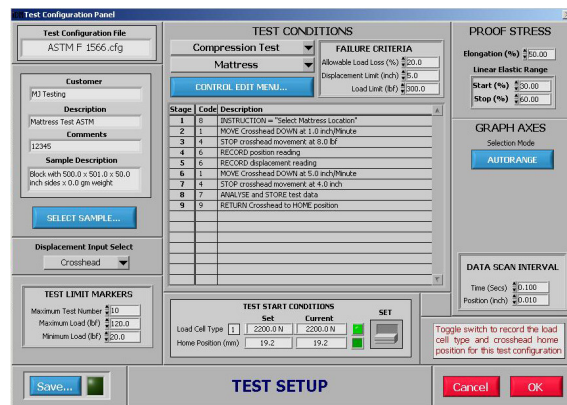 Test Configuration Panel
Test Configuration File
ASTM F 1566.cfg
Customer
MJ Testing
Description
Mattress Test ASTM
Comments
12345
Sample Description
Block with 500.0 x 501.0 x 50.0
inch sides x 0.0 gm weight
SELECT SAMPLE...
Displacement Input Select
Crosshead
TEST LIMIT MARKERS
Maximum Test Number 10
Maximum Load (lbf) 120.0
Minimum Load (lbf) 20.0
Save...
TEST CONDITIONS
Compression Test
Mattress
CONTROL EDIT MENU...
FAILURE CRITERIA
Allowable Load Loss (%) 20.0
Displacement Limit (inch) 5.0
Load Limit (lbf) 300.0
Stage Code Description
1 8 INSTRUCTION = "Select Mattress Location"
2 1 MOVE Crosshead DOWN at 1.0 inch/Minute
3 4 STOP crosshead movement at 8.0 lbf
4 6 RECORD position reading
5 6 RECORD displacement reading
6 1 MOVE Crosshead DOWN at 5.0 inch/Minute
7 4 STOP crosshead movement at 4.0 inch
8 7 ANALYSE and STORE test data
9 9 RETURN Crosshead to HOME position
TEST START CONDITIONS
Set Current
Load Cell Type 1 2200.0 N 2200.0 N
Home Position (mm) 19.2 19.2
SET
TEST SETUP
PROOF STRESS
Elongation (%) 50.00
Linear Elastic Range
Start (%) 30.00
Stop (%) 60.00
GRAPH AXES
Selection Mode
AUTORANGE
DATA SCAN INTERVAL
Time (Secs) 0.100
Position (inch) 0.010
Toggle switch to record the load
cell type and crosshead home
position for this test configuration
Cancel
OK